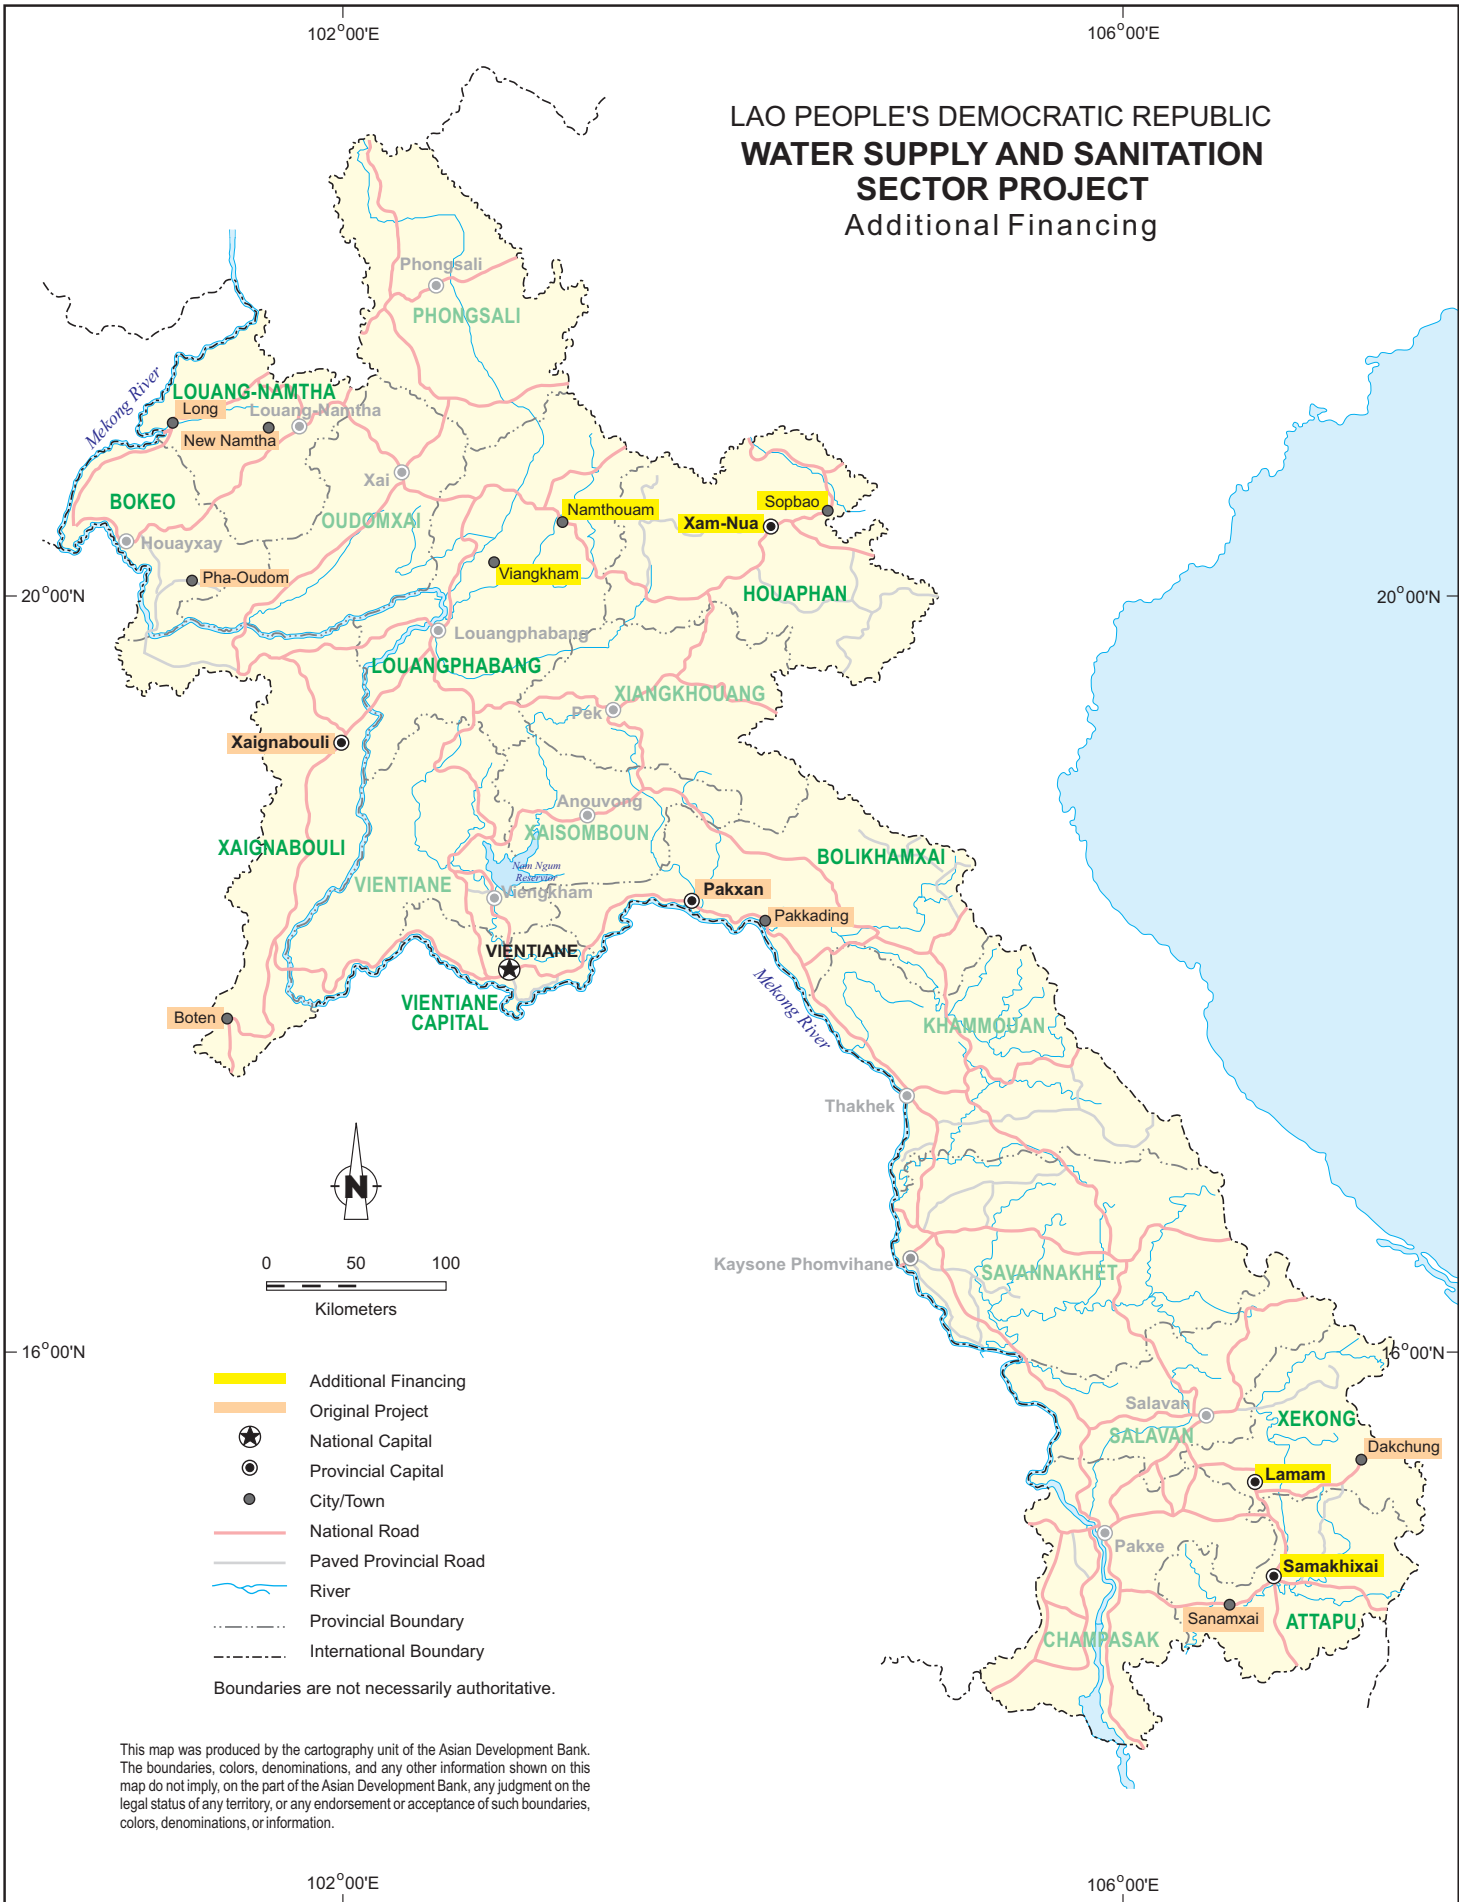 102°00'E
106°00'E
LAO PEOPLE'S DEMOCRATIC REPUBLIC
WATER SUPPLY AND SANITATION
SECTOR PROJECT
Additional Financing
Phongsali
PHONGSALI
Mekong River
LOUANG-NAMTHA
Long
Louang-Namtha
New Namtha
Xai
BOKEO
OUDOMXAI
Namthouam
Sopbao
Xam-Nua
Houayxay
Pha-Oudom
Viangkham
HOUAPHAN
20°00'N
20°00'N
Louangphabang
LOUANGPHABANG
XIANGKHOUANG
Pek
Xaignabouli
Anouvong
XAISOMBOUN
XAIGNABOULI
BOLIKHAMXAI
Nam Ngum
Reservior
VIENTIANE
Viengkham
Pakxan
Pakkading
VIENTIANE
Mekong River
VIENTIANE
CAPITAL
Boten
KHAMMOUAN
Thakhek
N
0 50 100
Kilometers
Kaysone Phomvihane
SAVANNAKHET
16°00'N
16°00'N
Additional Financing
Original Project
National Capital
Provincial Capital
City/Town
National Road
Paved Provincial Road
River
Provincial Boundary
International Boundary
Boundaries are not necessarily authoritative.
Salavan
SALAVAN
XEKONG
Dakchung
Lamam
Pakxe
Samakhixai
Sanamxai
ATTAPU
CHAMPASAK
This map was produced by the cartography unit of the Asian Development Bank.
The boundaries, colors, denominations, and any other information shown on this
map do not imply, on the part of the Asian Development Bank, any judgment on the
legal status of any territory, or any endorsement or acceptance of such boundaries,
colors, denominations, or information.
102°00'E
106°00'E